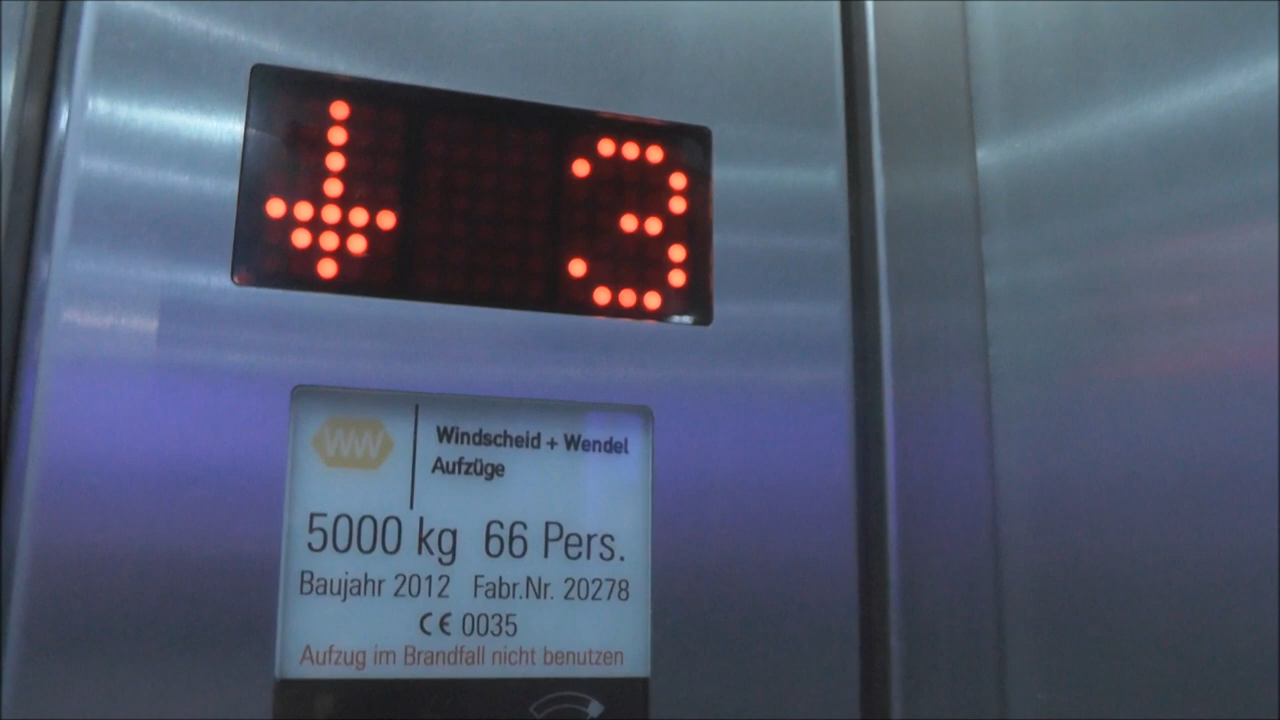 ↓ 3
WW
Windscheid + Wendel
Aufzüge
5000 kg 66 Pers.
Baujahr 2012 Fabr.Nr. 20278
CE 0035
Aufzug im Brandfall nicht benutzen